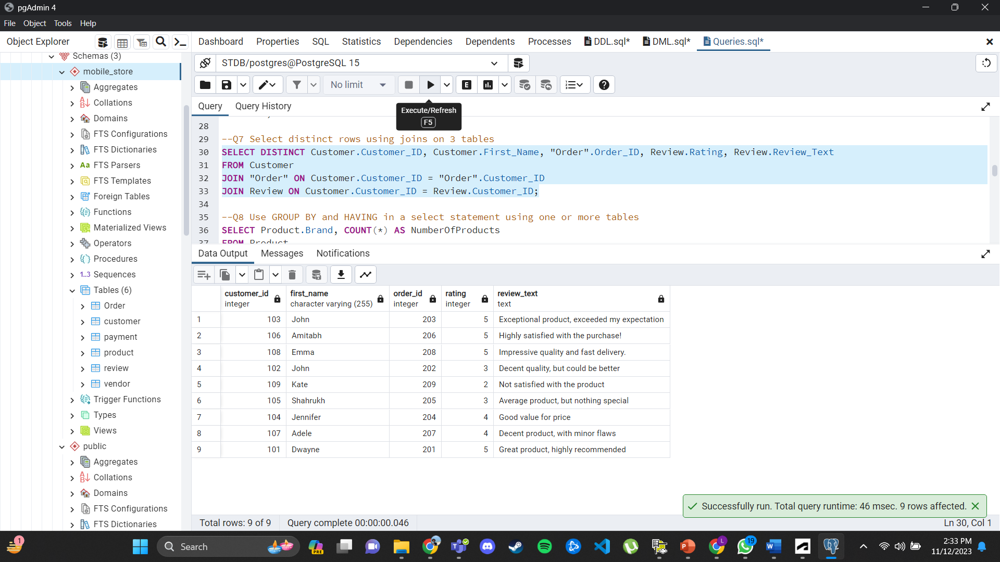 pgAdmin 4
File Object Tools Help
Object Explorer
Dashboard Properties SQL Statistics Dependencies Dependents Processes DDL.sql* DML.sql* Queries.sql*
Schemas (3)
mobile_store
Aggregates
Collations
Domains
FTS Configurations
FTS Dictionaries
FTS Parsers
FTS Templates
Foreign Tables
Functions
Materialized Views
Operators
Procedures
1..3 Sequences
Tables (6)
Order
customer
payment
product
review
vendor
Trigger Functions
Types
Views
public
Aggregates
Collations
Domains
FTS Configurations
FTS Dictionaries
STDB/postgres@PostgreSQL 15
No limit
E
Query Query History
Execute/Refresh
F5
28
29 --Q7 Select distinct rows using joins on 3 tables
30 SELECT DISTINCT Customer.Customer_ID, Customer.First_Name, "Order".Order_ID, Review.Rating, Review.Review_Text
31 FROM Customer
32 JOIN "Order" ON Customer.Customer_ID = "Order".Customer_ID
33 JOIN Review ON Customer.Customer_ID = Review.Customer_ID;
34
35 --Q8 Use GROUP BY and HAVING in a select statement using one or more tables
36 SELECT Product.Brand, COUNT(*) AS NumberOfProducts
37 FROM Product
Data Output Messages Notifications
customer_id first_name order_id rating review_text
integer character varying (255) integer integer text
1 103 John 203 5 Exceptional product, exceeded my expectation
2 106 Amitabh 206 5 Highly satisfied with the purchase!
3 108 Emma 208 5 Impressive quality and fast delivery.
4 102 John 202 3 Decent quality, but could be better
5 109 Kate 209 2 Not satisfied with the product
6 105 Shahrukh 205 3 Average product, but nothing special
7 104 Jennifer 204 4 Good value for price
8 107 Adele 207 4 Decent product, with minor flaws
9 101 Dwayne 201 5 Great product, highly recommended
Successfully run. Total query runtime: 46 msec. 9 rows affected.
Total rows: 9 of 9 Query complete 00:00:00.046 Ln 30, Col 1
1
Search
PRE
L
19
2:33 PM
11/12/2023